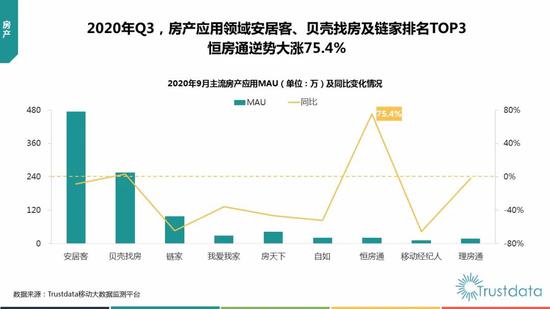 房产
2020年Q3，房产应用领域安居客、贝壳找房及链家排名TOP3
恒房通逆势大涨75.4%
2020年9月主流房产应用MAU（单位：万）及同比变化情况
MAU 同比
480 80%
360 40%
240 0%
120 -40%
0 -80%
75.4%
安居客 贝壳找房 链家 我爱我家 房天下 自如 恒房通 移动经纪人 理房通
数据来源：Trustdata移动大数据监测平台
Trustdata